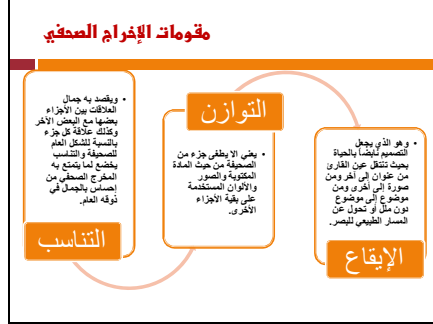 مقومات الإخراج الصحفي
• وهو الذي يجعل
التصميم نابضاً بالحياة
بحيث تنتقل عين القارئ
من عنوان إلى آخر ومن
صورة إلى أخرى ومن
موضوع إلى موضوع
دون ملل أو تحول عن
المسار الطبيعي للبصر.
الإيقاع
التوازن
• يعني الا يطغى جزء من
الصحيفة من حيث المادة
المكتوبة والصور
والألوان المستخدمة
على بقية الأجزاء
الأخرى.
• ويقصد به جمال
العلاقات بين الأجزاء
بعضها مع البعض الآخر
وكذلك علاقة كل جزء
بالنسبة للشكل العام
للصحيفة والتناسب
يخضع لما يتمتع به
المخرج الصحفي من
إحساس بالجمال في
ذوقه العام.
التناسب